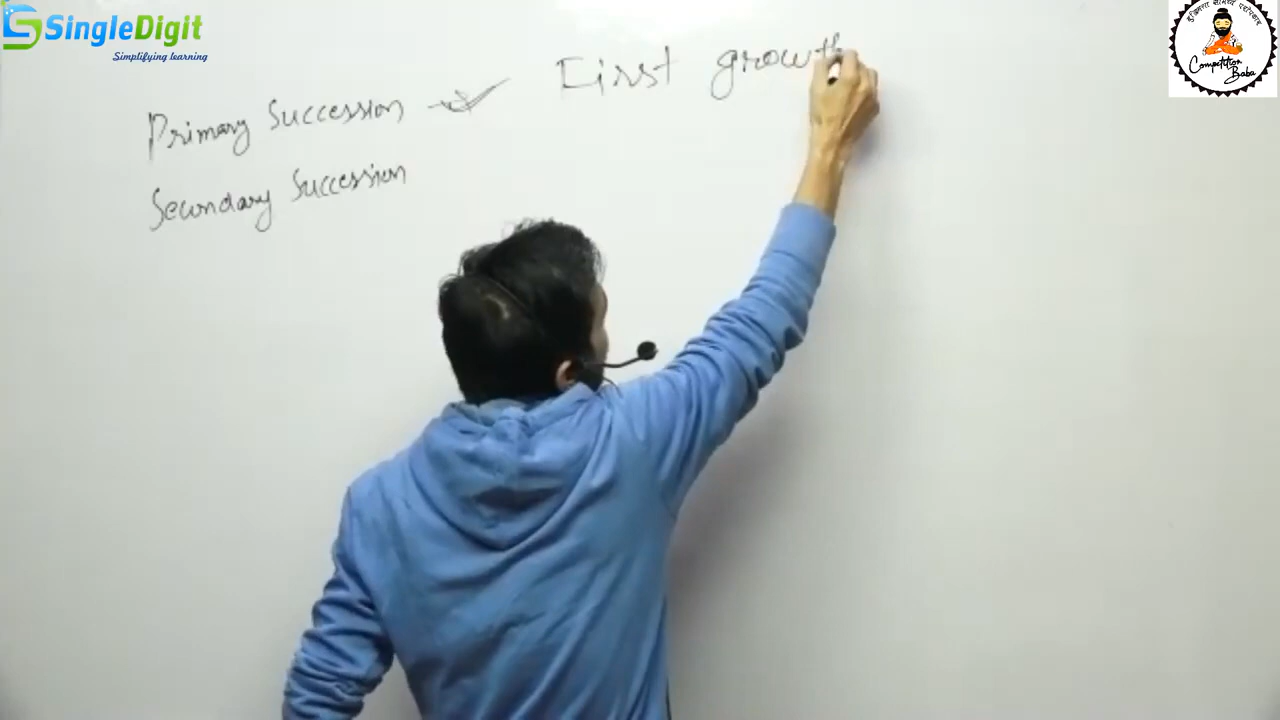 SingleDigit
Simplifying learning
Primary Succession
First growth
Secondary Succession
Competition
Baba